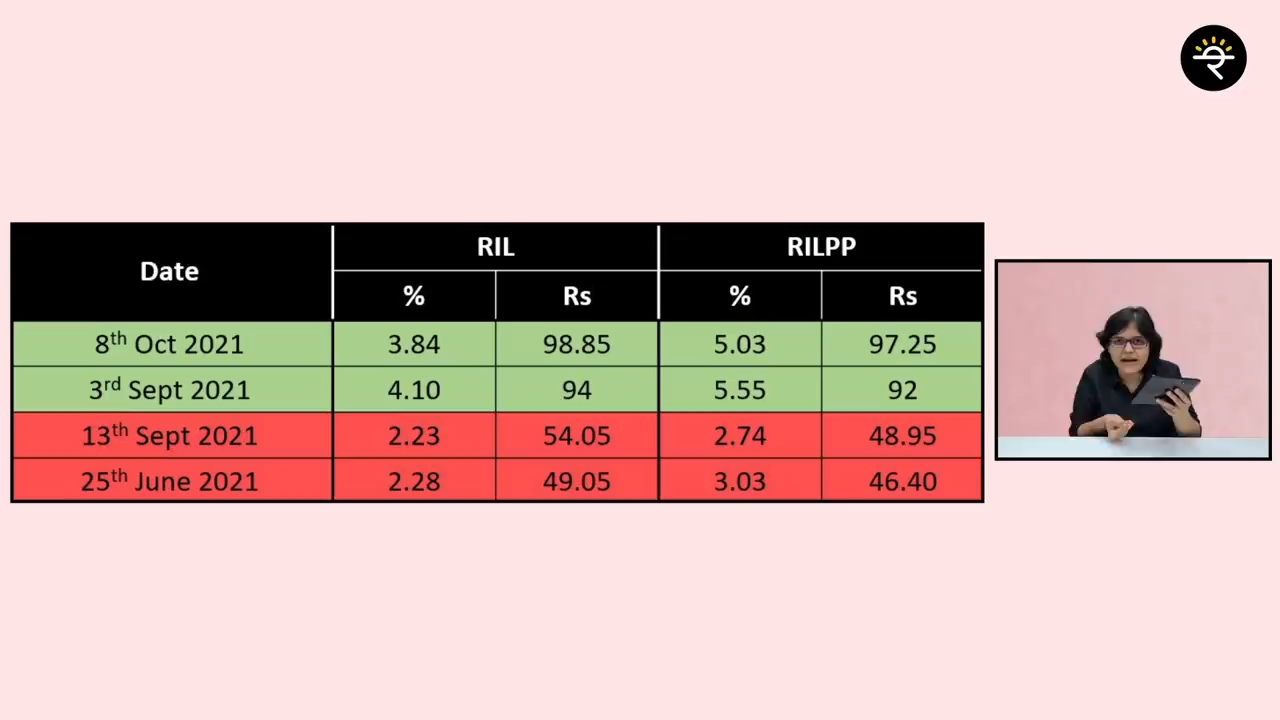 Date RIL RILPP
% Rs % Rs
8th Oct 2021 3.84 98.85 5.03 97.25
3rd Sept 2021 4.10 94 5.55 92
13th Sept 2021 2.23 54.05 2.74 48.95
25th June 2021 2.28 49.05 3.03 46.40